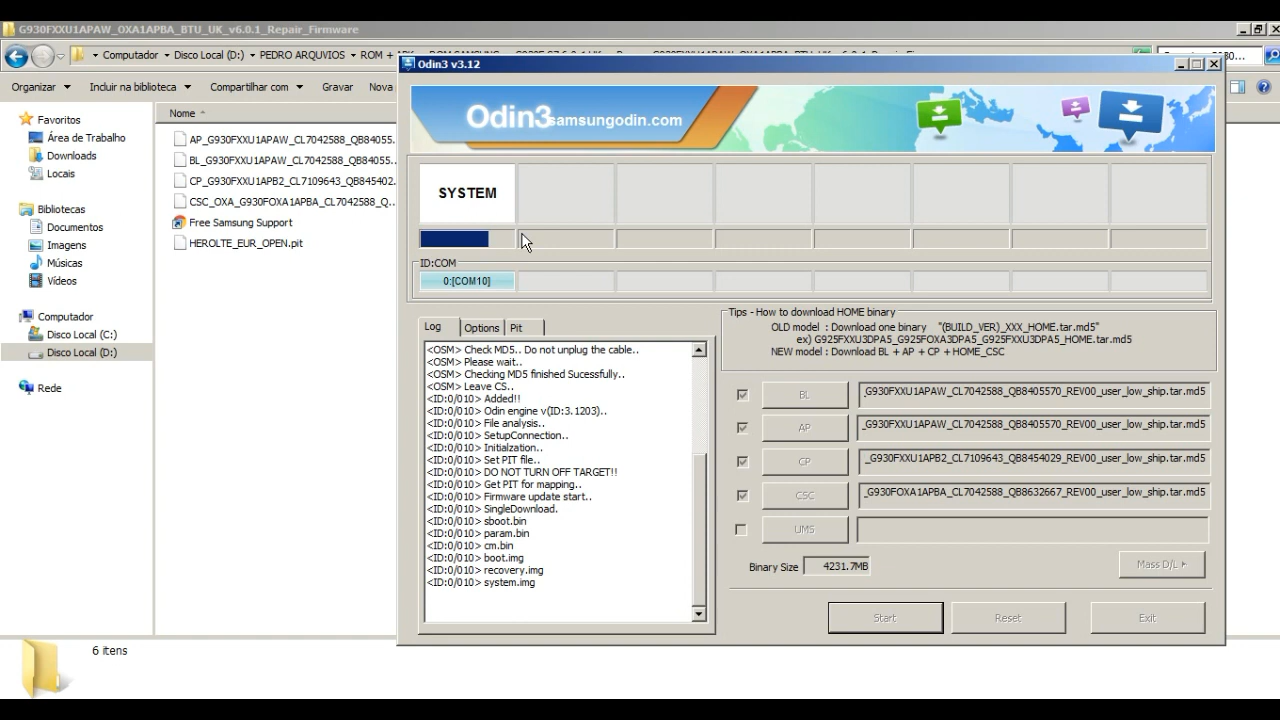 G930FXXU1APAW_OXA1APBA_BTU_UK_v6.0.1_Repair_Firmware
Computador ▸ Disco Local (D:) ▸ PEDRO ARQUIVOS ▸ ROM +
Organizar
Incluir na biblioteca
Compartilhar com
Gravar
Nova
Favoritos
Área de Trabalho
Downloads
Locais
Bibliotecas
Documentos
Imagens
Músicas
Vídeos
Computador
Disco Local (C:)
Disco Local (D:)
Rede
Nome
AP_G930FXXU1APAW_CL7042588_QB84055..
BL_G930FXXU1APAW_CL7042588_QB84055..
CP_G930FXXU1APB2_CL7109643_QB845402..
CSC_OXA_G930FOXA1APBA_CL7042588_Q..
Free Samsung Support
HEROLTE_EUR_OPEN.pit
6 itens
Odin3 v3.12
Odin3 samsungodin.com
SYSTEM
ID:COM
0:[COM10]
Log
Options
Pit
<OSM> Check MD5.. Do not unplug the cable..
<OSM> Please wait..
<OSM> Checking MD5 finished Sucessfully..
<OSM> Leave CS..
<ID:0/010> Added!!
<ID:0/010> Odin engine v(ID:3.1203)..
<ID:0/010> File analysis..
<ID:0/010> SetupConnection..
<ID:0/010> Initialzation..
<ID:0/010> Set PIT file..
<ID:0/010> DO NOT TURN OFF TARGET!!
<ID:0/010> Get PIT for mapping..
<ID:0/010> Firmware update start..
<ID:0/010> SingleDownload.
<ID:0/010> sboot.bin
<ID:0/010> param.bin
<ID:0/010> cm.bin
<ID:0/010> boot.img
<ID:0/010> recovery.img
<ID:0/010> system.img
Tips - How to download HOME binary
OLD model : Download one binary "(BUILD_VER)_XXX_HOME.tar.md5"
ex) G925FXXU3DPA5_G925FOXA3DPA5_G925FXXU3DPA5_HOME.tar.md5
NEW model : Download BL + AP + CP + HOME_CSC
BL
_G930FXXU1APAW_CL7042588_QB8405570_REV00_user_low_ship.tar.md5
AP
_G930FXXU1APAW_CL7042588_QB8405570_REV00_user_low_ship.tar.md5
CP
_G930FXXU1APB2_CL7109643_QB8454029_REV00_user_low_ship.tar.md5
CSC
_G930FOXA1APBA_CL7042588_QB8632667_REV00_user_low_ship.tar.md5
UMS
Binary Size
4231.7MB
Mass D/L
Start
Reset
Exit